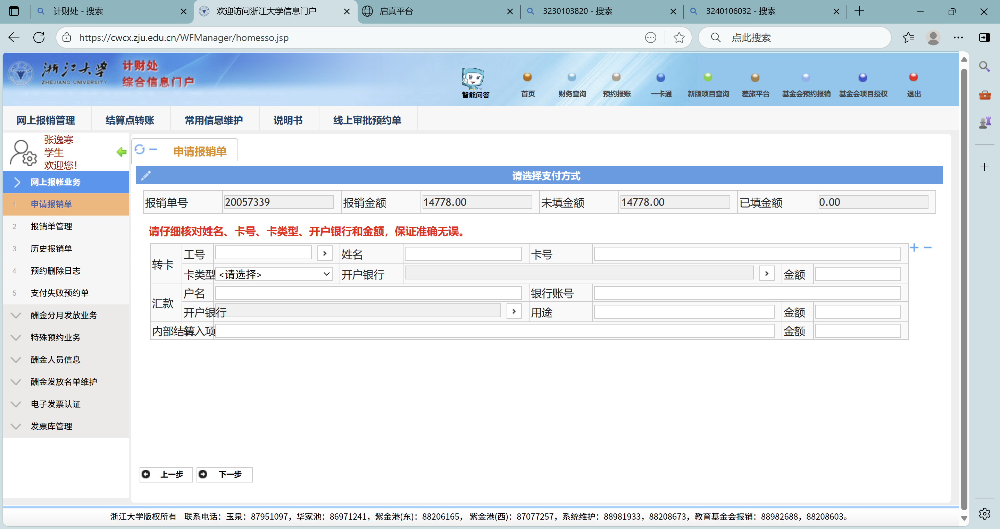 计财处 - 搜索
欢迎访问浙江大学信息门户
启真平台
3230103820 - 搜索
3240106032 - 搜索
https://cwcx.zju.edu.cn/WFManager/homesso.jsp
点此搜索
浙江大学
ZHEJIANG UNIVERSITY
计财处
综合信息门户
智能问答
首页
财务查询
预约报账
一卡通
新版项目查询
差旅平台
基金会预约报销
基金会项目授权
退出
网上报销管理
结算点转账
常用信息维护
说明书
线上审批预约单
张逸寒
学生
欢迎您！
网上报帐业务
1 申请报销单
2 报销单管理
3 历史报销单
4 预约删除日志
5 支付失败预约单
酬金分月发放业务
特殊预约业务
酬金人员信息
酬金发放名单维护
电子发票认证
发票库管理
申请报销单
请选择支付方式
报销单号 20057339 报销金额 14778.00 未填金额 14778.00 已填金额 0.00
请仔细核对姓名、卡号、卡类型、开户银行和金额，保证准确无误。
转卡
工号 姓名 卡号
卡类型 <请选择> 开户银行 金额
汇款
户名 银行账号
开户银行 用途 金额
内部结算 转入项 金额
上一步 下一步
浙江大学版权所有 联系电话：玉泉：87951097，华家池：86971241，紫金港(东)：88206165， 紫金港(西)：87077257，系统维护：88981933，88208673，教育基金会报销：88982688，88208603。